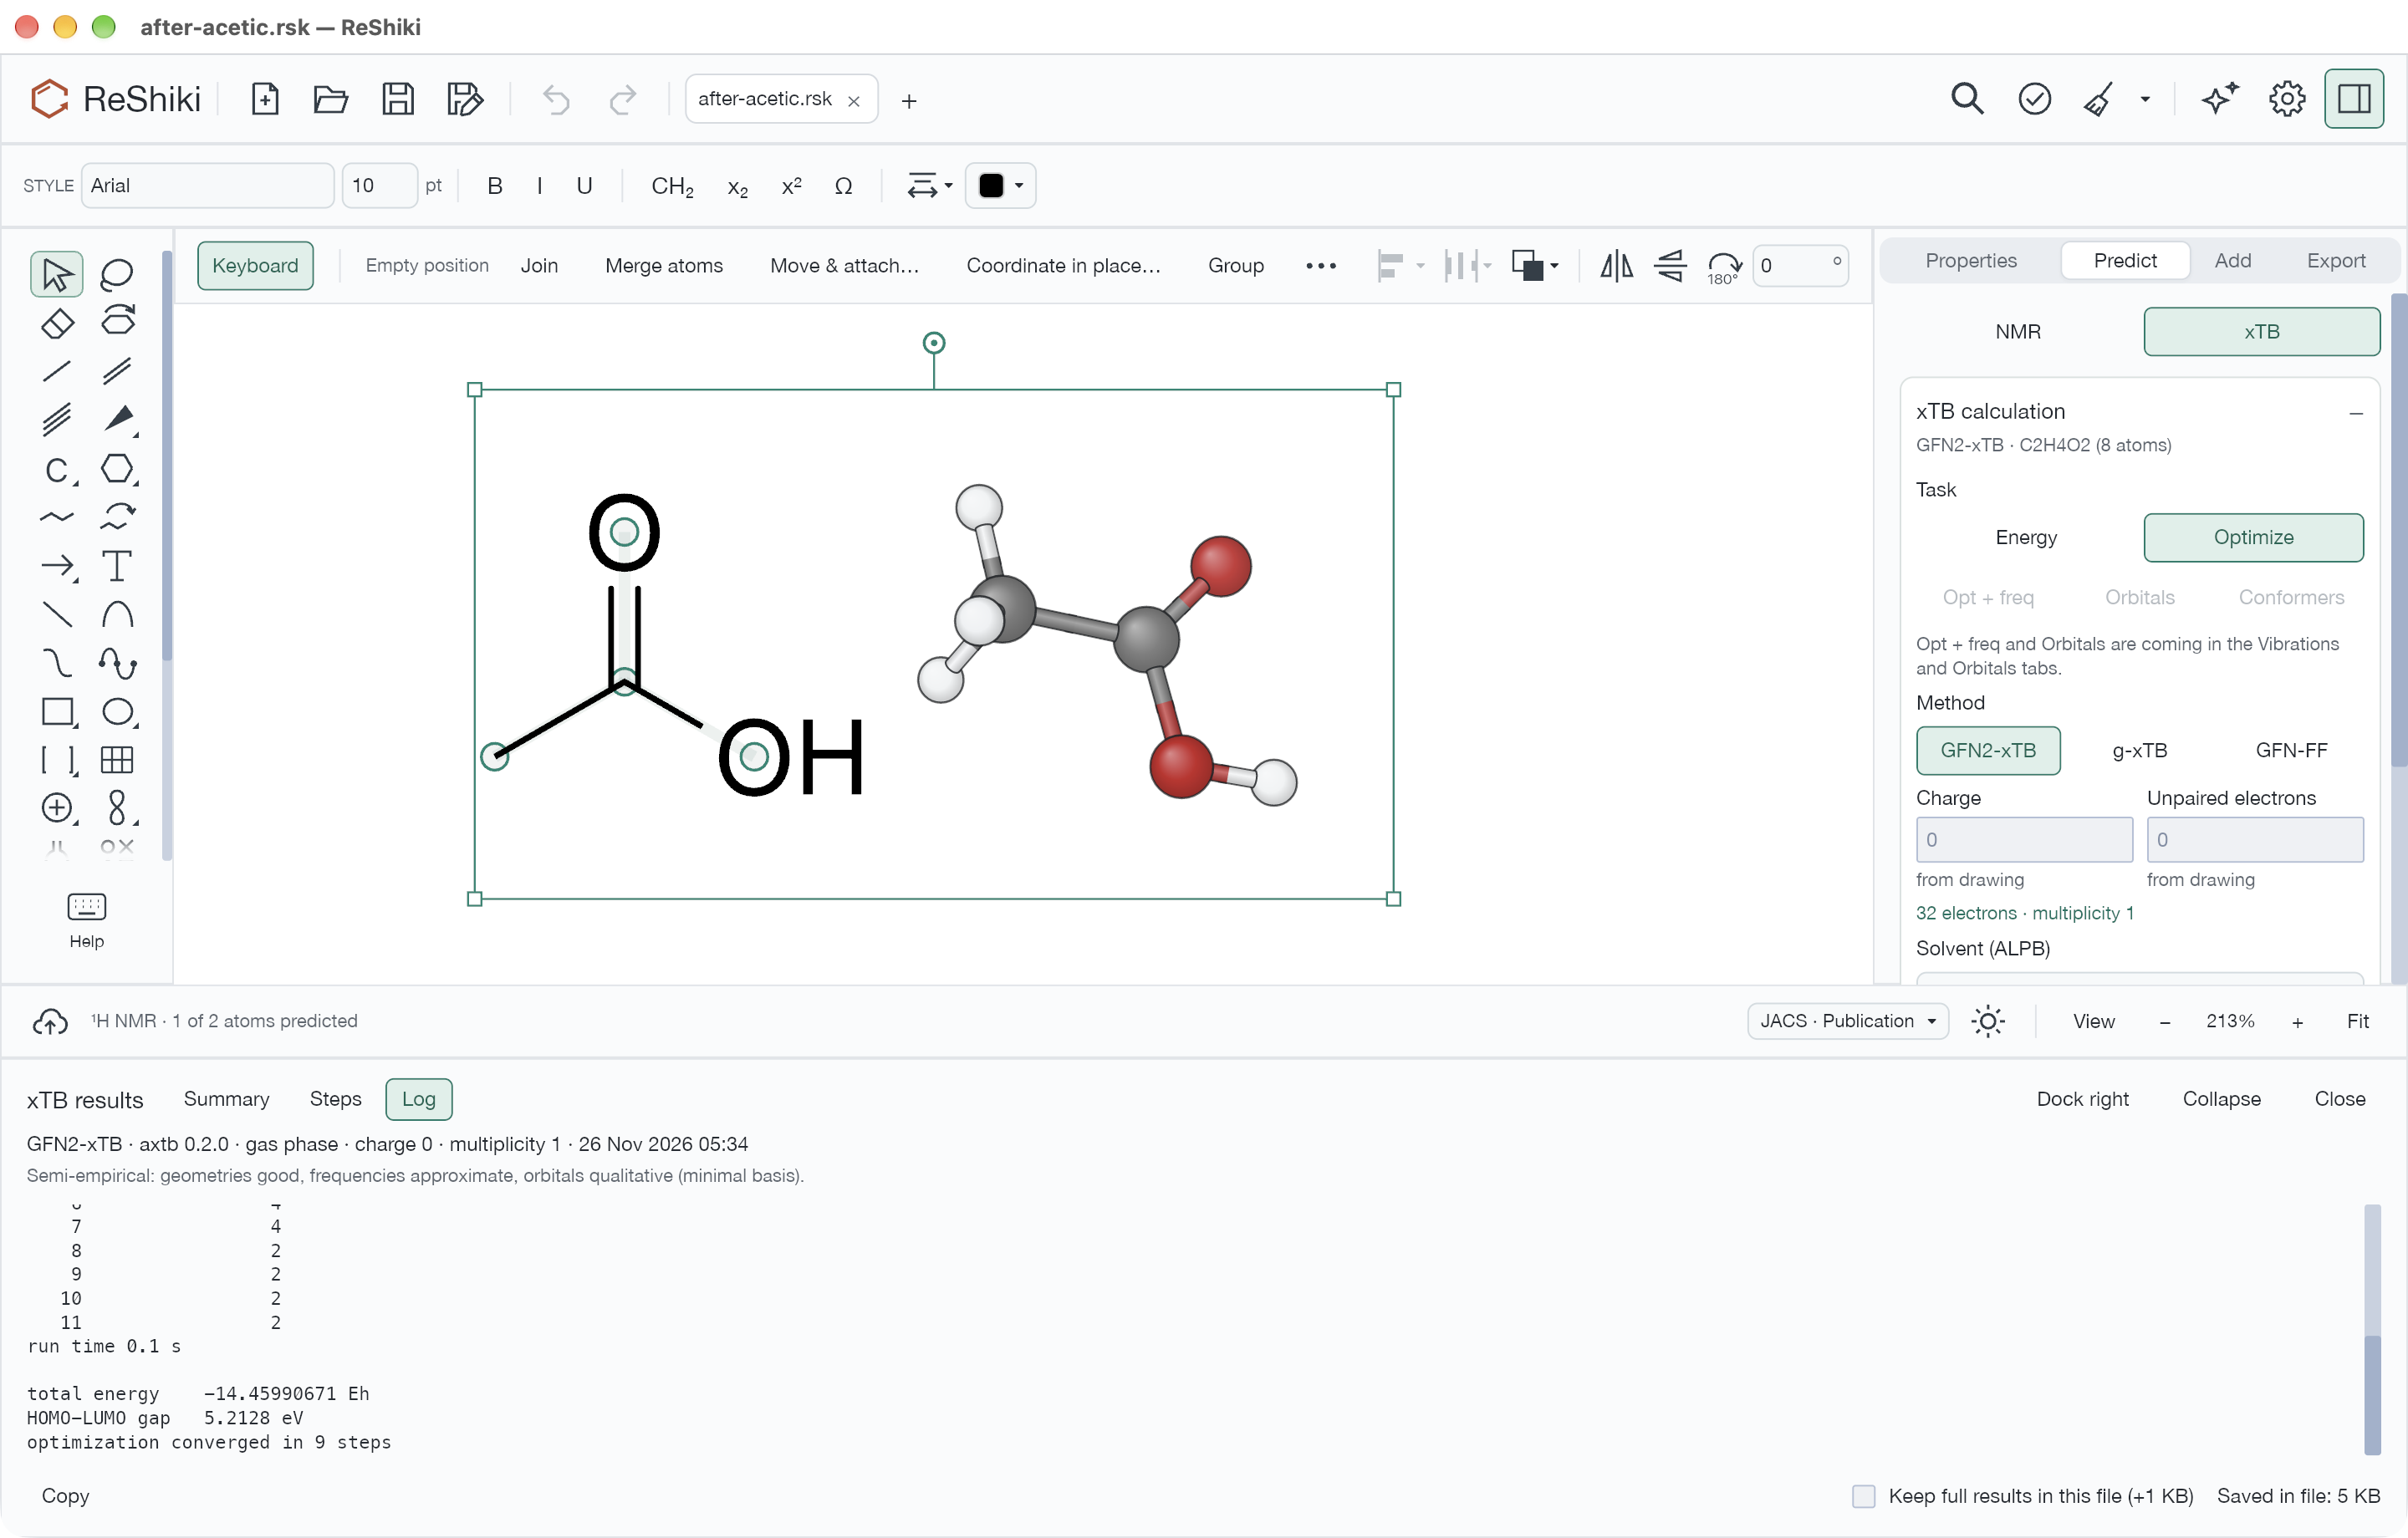 after-acetic.rsk — ReShiki
ReShiki
after-acetic.rsk ×
+
STYLE Arial 10 pt B I U CH₂ x₂ x² Ω
Keyboard Empty position Join Merge atoms Move & attach... Coordinate in place... Group ••• 180° 0 °
Properties Predict Add Export
NMR xTB
xTB calculation –
GFN2-xTB · C2H4O2 (8 atoms)
Task
Energy Optimize
Opt + freq Orbitals Conformers
Opt + freq and Orbitals are coming in the Vibrations
and Orbitals tabs.
Method
GFN2-xTB g-xTB GFN-FF
Charge Unpaired electrons
0 0
from drawing from drawing
32 electrons · multiplicity 1
Solvent (ALPB)
C
T
[ ]
Help
O
OH
¹H NMR · 1 of 2 atoms predicted
JACS · Publication View – 213% + Fit
xTB results Summary Steps Log Dock right Collapse Close
GFN2-xTB · axtb 0.2.0 · gas phase · charge 0 · multiplicity 1 · 26 Nov 2026 05:34
Semi-empirical: geometries good, frequencies approximate, orbitals qualitative (minimal basis).
7 4
8 2
9 2
10 2
11 2
run time 0.1 s
total energy −14.45990671 Eh
HOMO−LUMO gap 5.2128 eV
optimization converged in 9 steps
Copy Keep full results in this file (+1 KB) Saved in file: 5 KB